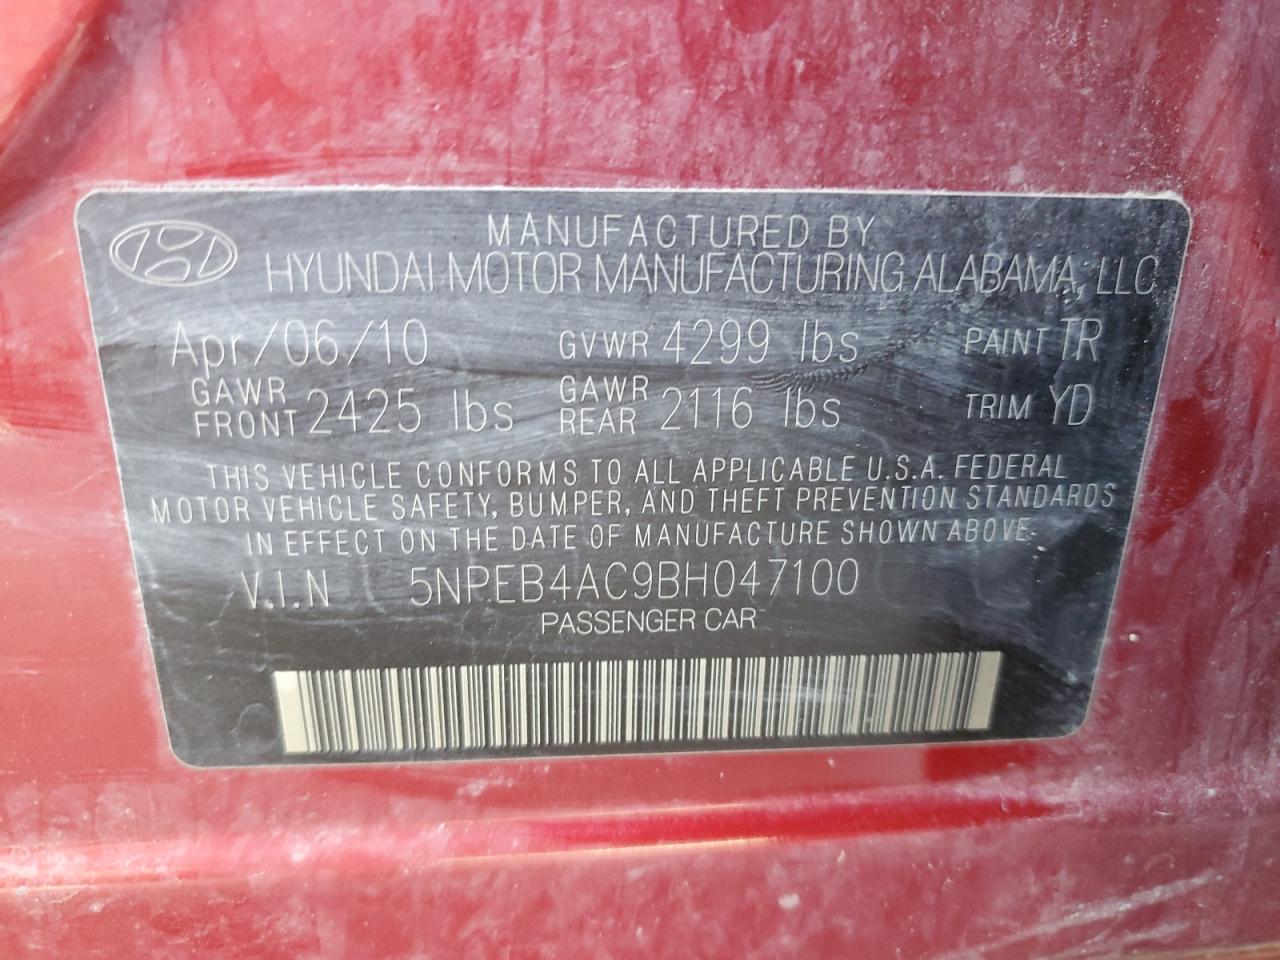 MANUFACTURED BY
HYUNDAI MOTOR MANUFACTURING ALABAMA, LLC
Apr/06/10 GVWR 4299 lbs PAINT TR
GAWR FRONT 2425 lbs GAWR REAR 2116 lbs TRIM YD
THIS VEHICLE CONFORMS TO ALL APPLICABLE U.S.A. FEDERAL
MOTOR VEHICLE SAFETY, BUMPER, AND THEFT PREVENTION STANDARDS
IN EFFECT ON THE DATE OF MANUFACTURE SHOWN ABOVE.
V.I.N 5NPEB4AC9BH047100
PASSENGER CAR